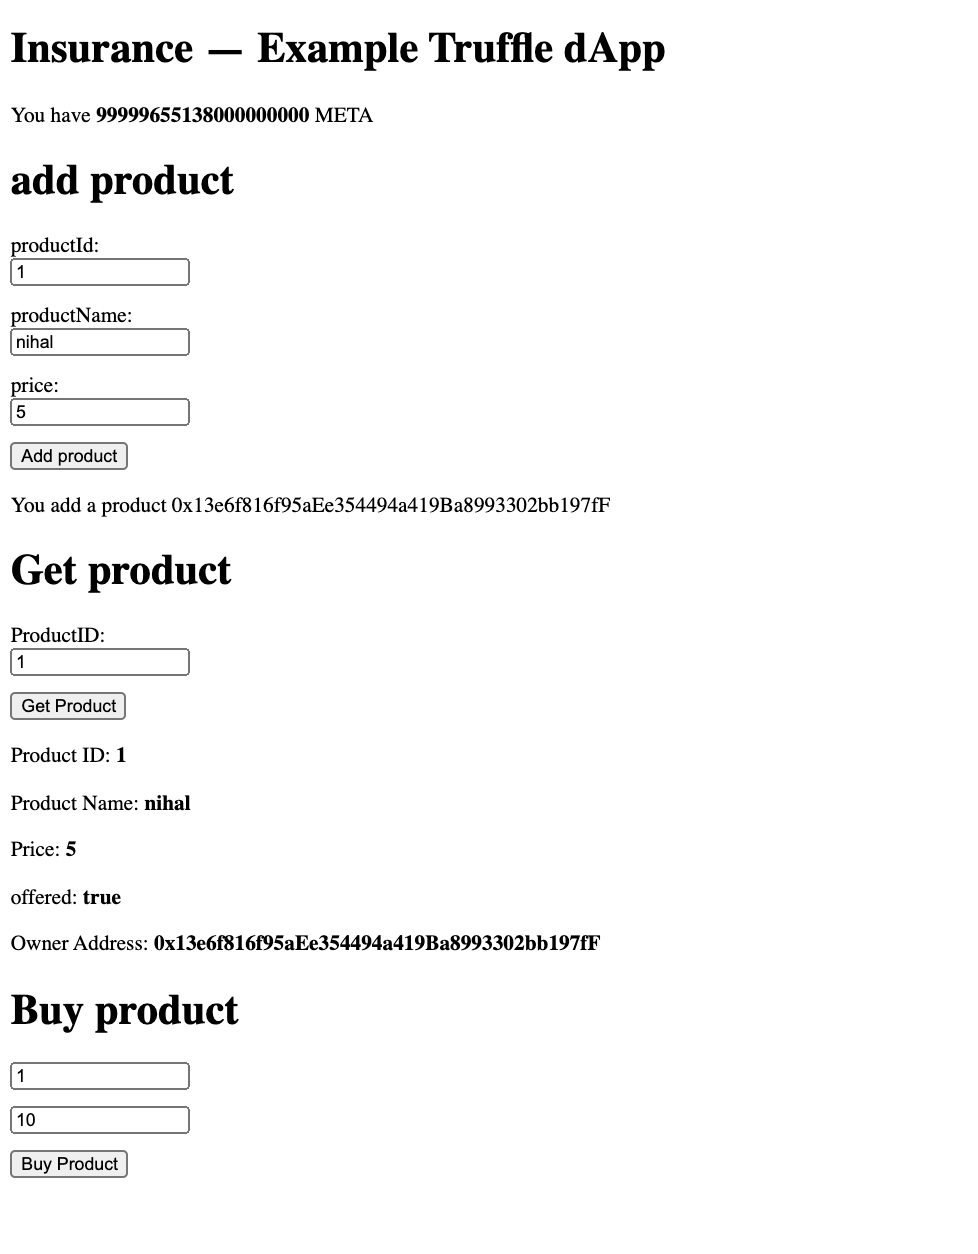 Insurance — Example Truffle dApp
You have 99999655138000000000 META
add product
productId:
1
productName:
nihal
price:
5
Add product
You add a product 0x13e6f816f95aEe354494a419Ba8993302bb197fF
Get product
ProductID:
1
Get Product
Product ID: 1
Product Name: nihal
Price: 5
offered: true
Owner Address: 0x13e6f816f95aEe354494a419Ba8993302bb197fF
Buy product
1
10
Buy Product